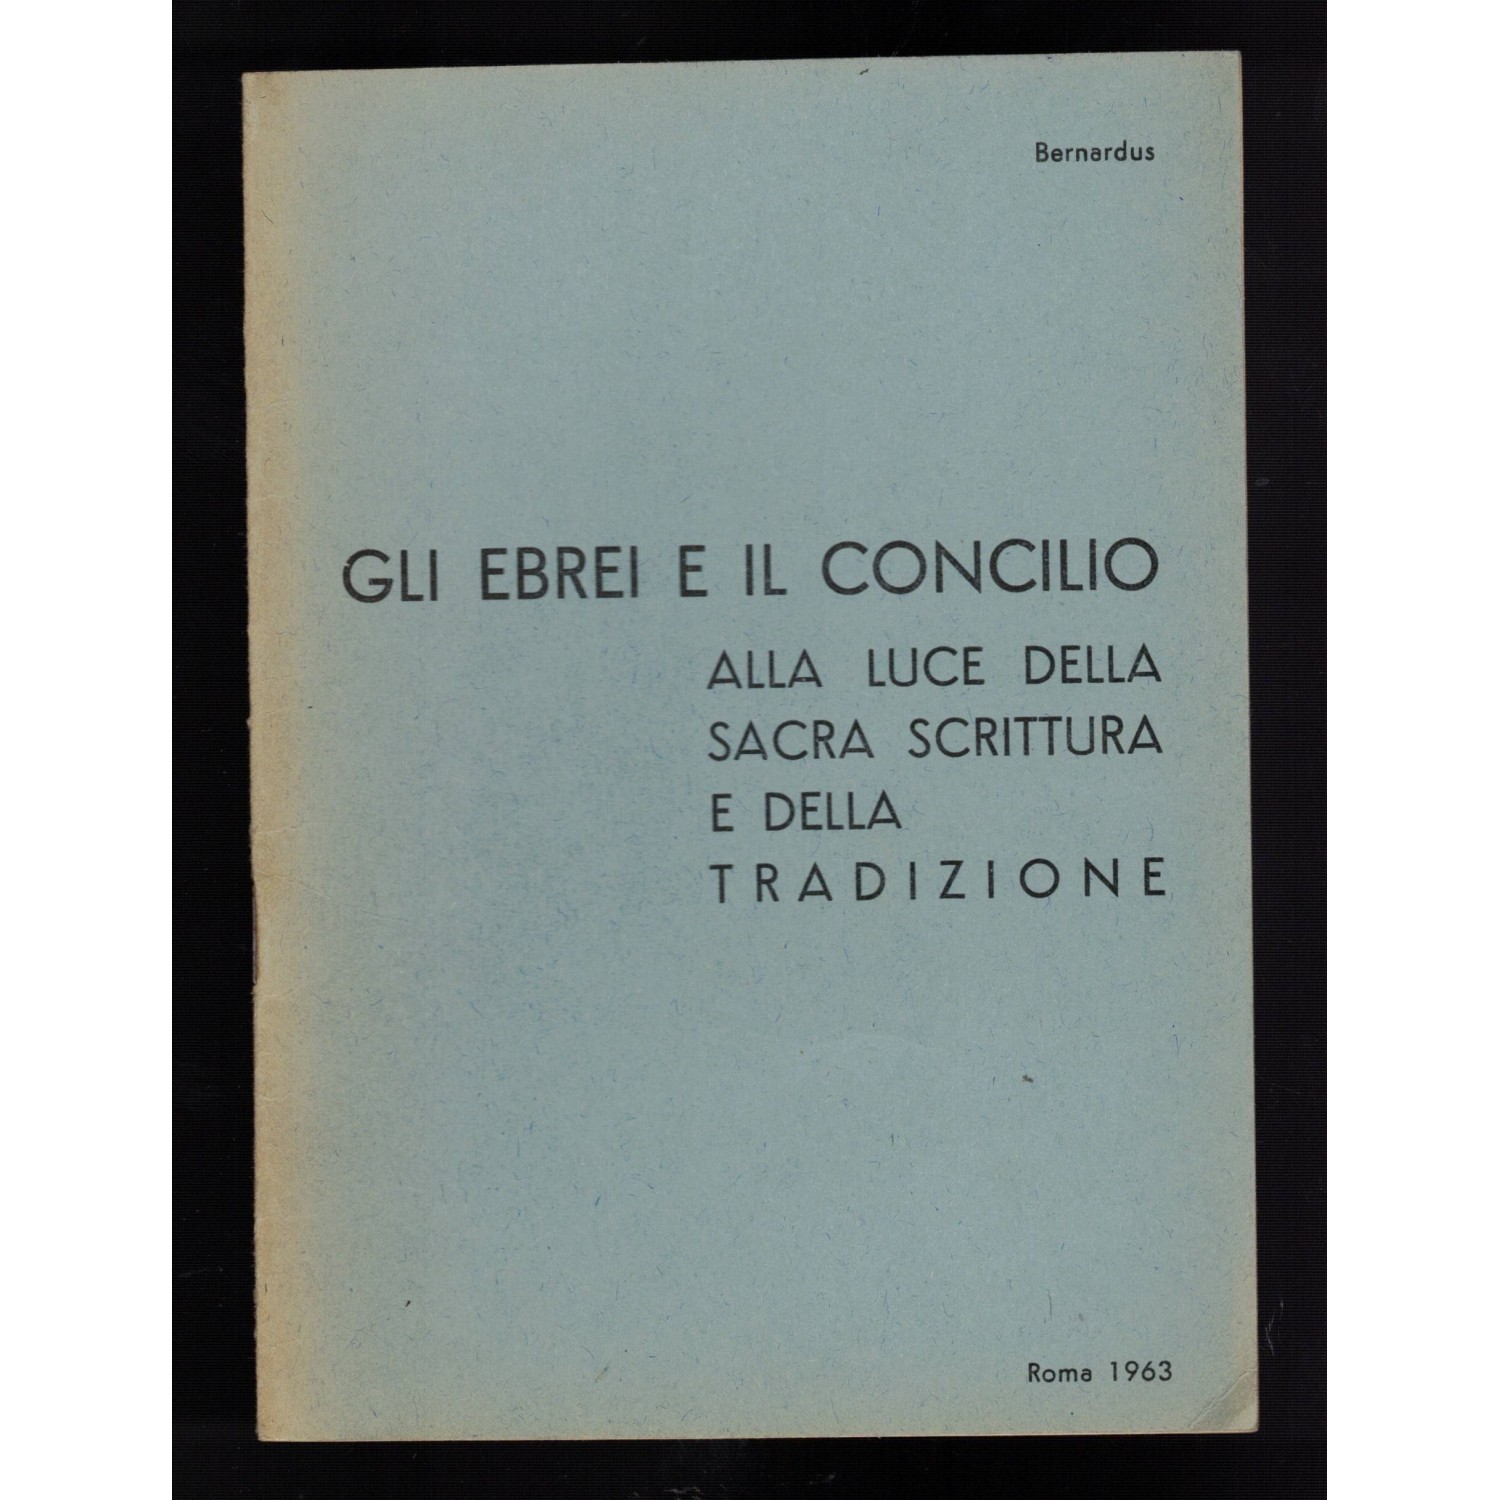 Bernardus
GLI EBREI E IL CONCILIO
ALLA LUCE DELLA
SACRA SCRITTURA
E DELLA
TRADIZIONE
Roma 1963